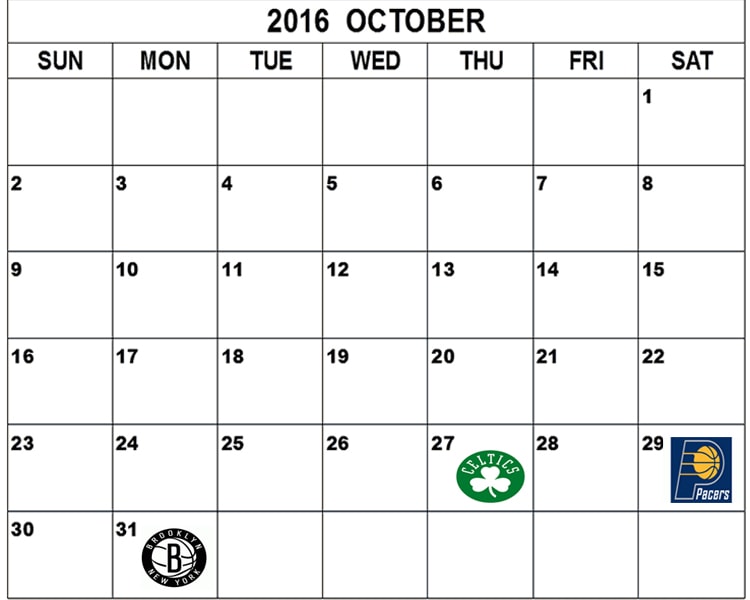 2016 OCTOBER
SUN MON TUE WED THU FRI SAT
1
2 3 4 5 6 7 8
9 10 11 12 13 14 15
16 17 18 19 20 21 22
23 24 25 26 27 28 29
CELTICS
Pacers
30 31
BROOKLYN
B
NEW YORK